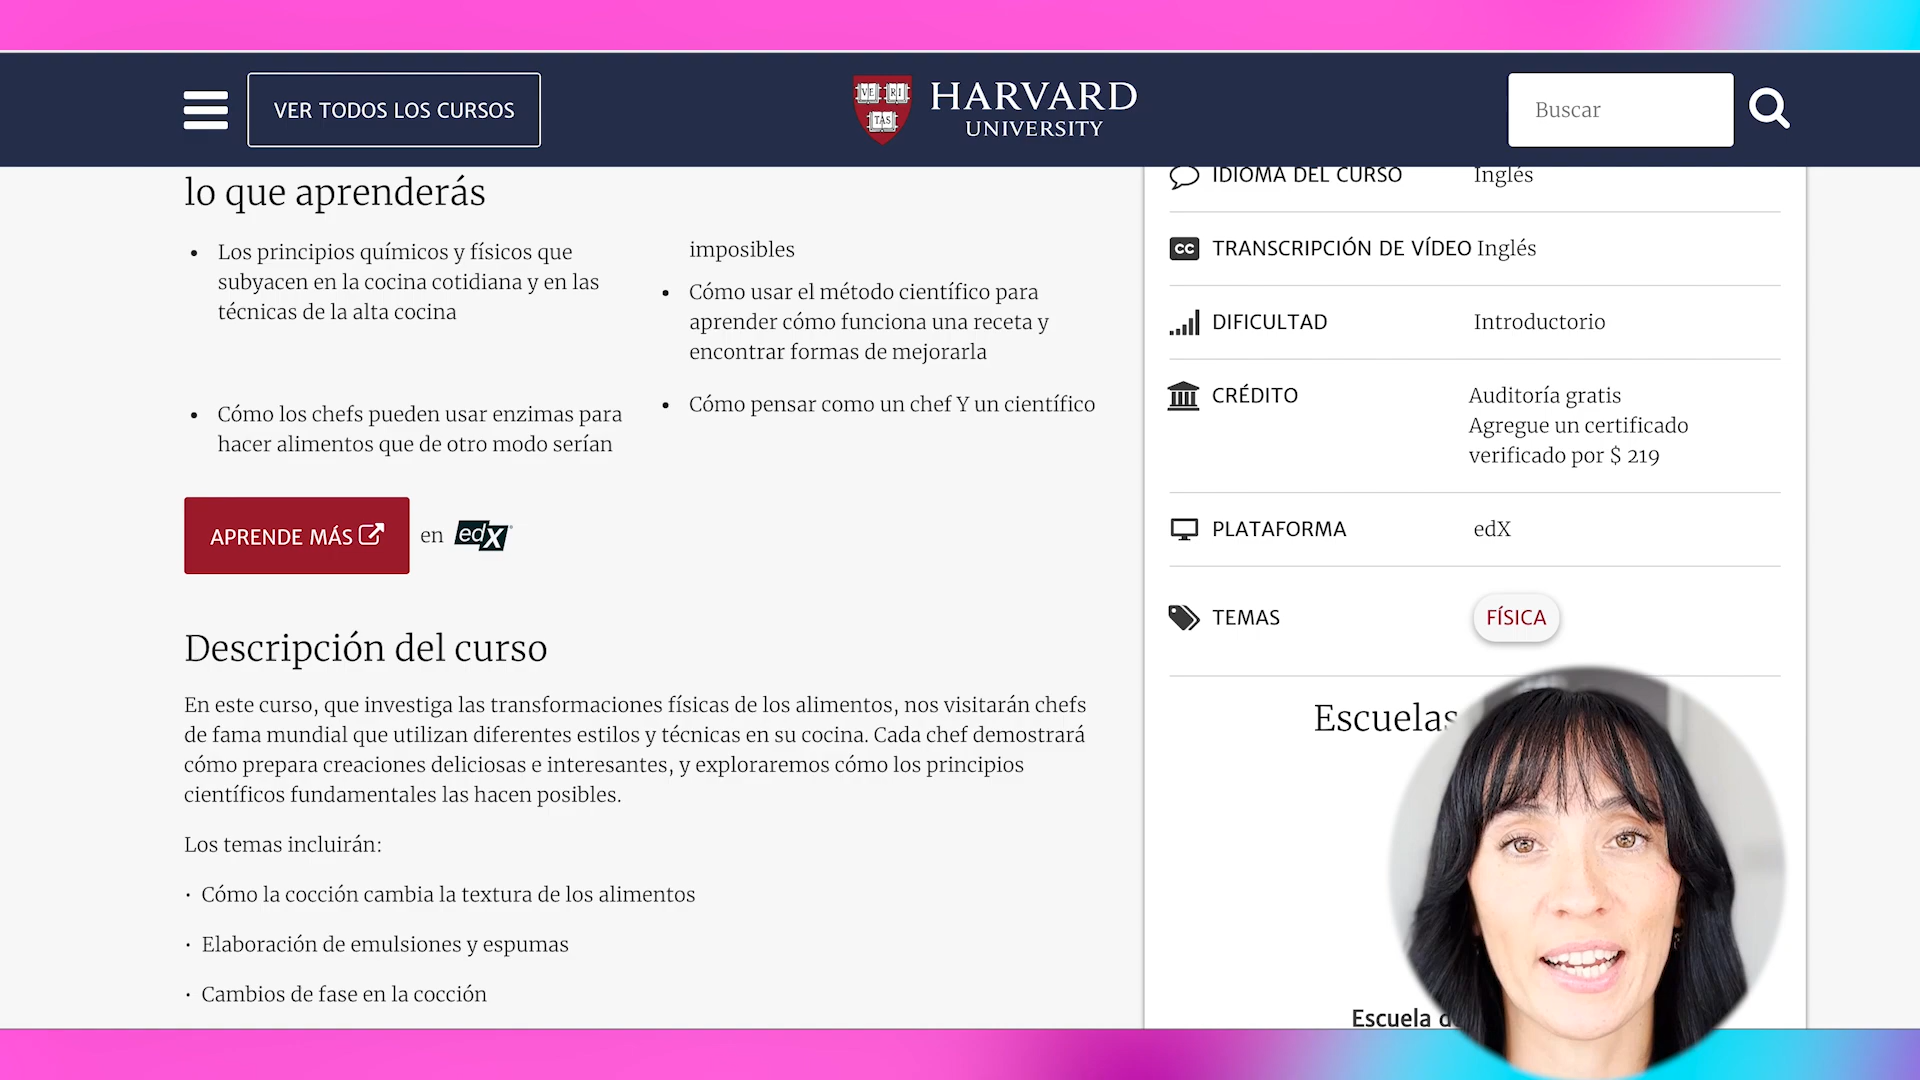 VER TODOS LOS CURSOS
VE RI TAS
HARVARD
UNIVERSITY
Buscar
lo que aprenderás
• Los principios químicos y físicos que
subyacen en la cocina cotidiana y en las
técnicas de la alta cocina
• Cómo los chefs pueden usar enzimas para
hacer alimentos que de otro modo serían
imposibles
• Cómo usar el método científico para
aprender cómo funciona una receta y
encontrar formas de mejorarla
• Cómo pensar como un chef Y un científico
APRENDE MÁS en edX
Descripción del curso
En este curso, que investiga las transformaciones físicas de los alimentos, nos visitarán chefs
de fama mundial que utilizan diferentes estilos y técnicas en su cocina. Cada chef demostrará
cómo prepara creaciones deliciosas e interesantes, y exploraremos cómo los principios
científicos fundamentales las hacen posibles.
Los temas incluirán:
· Cómo la cocción cambia la textura de los alimentos
· Elaboración de emulsiones y espumas
· Cambios de fase en la cocción
IDIOMA DEL CURSO Inglés
CC TRANSCRIPCIÓN DE VÍDEO Inglés
DIFICULTAD Introductorio
CRÉDITO Auditoría gratis
Agregue un certificado
verificado por $ 219
PLATAFORMA edX
TEMAS FÍSICA
Escuelas
Escuela